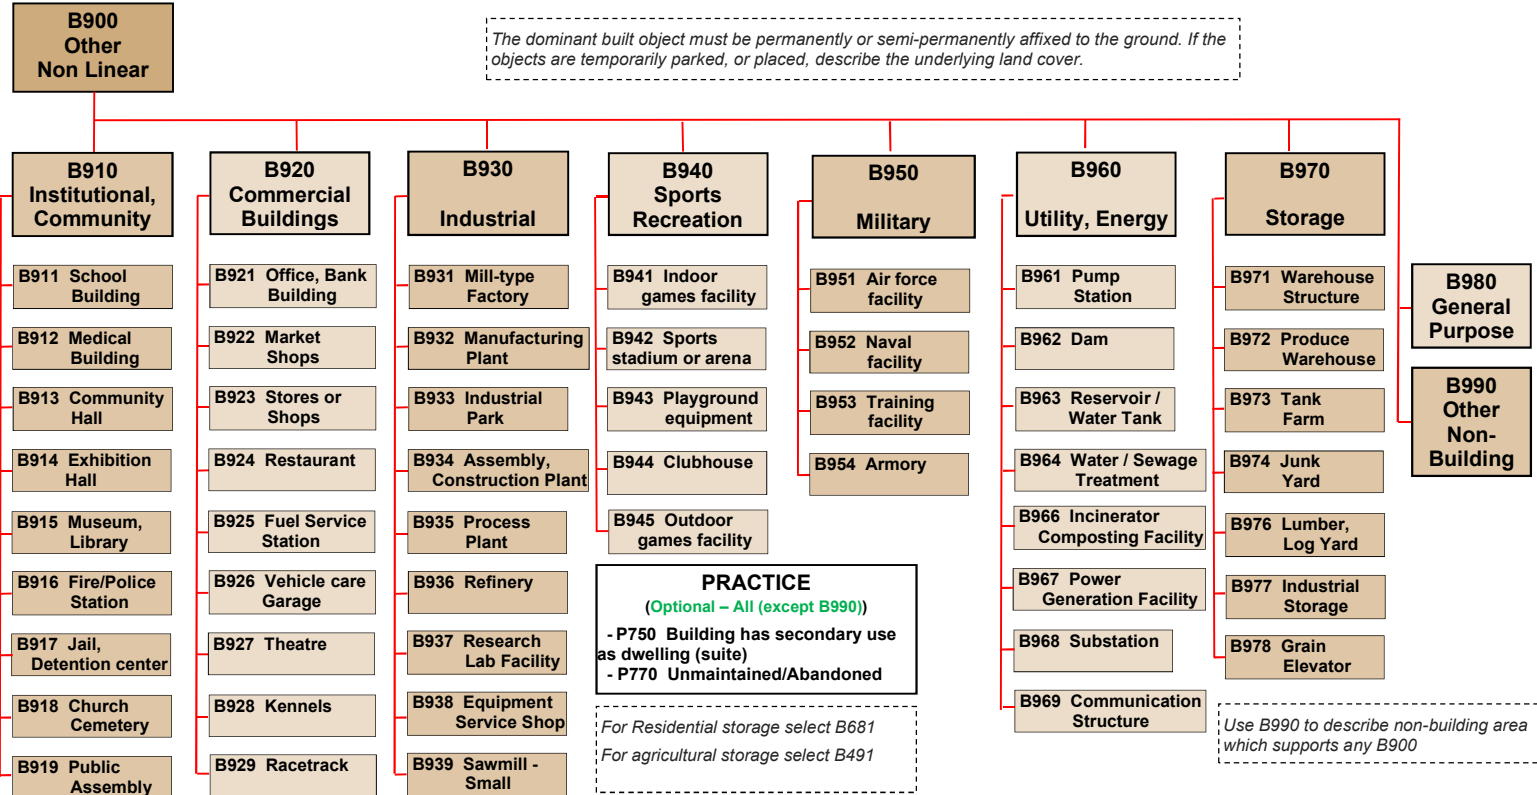 B900
Other
Non Linear
The dominant built object must be permanently or semi-permanently affixed to the ground. If the
objects are temporarily parked, or placed, describe the underlying land cover.
B910
Institutional,
Community
B911 School
Building
B912 Medical
Building
B913 Community
Hall
B914 Exhibition
Hall
B915 Museum,
Library
B916 Fire/Police
Station
B917 Jail,
Detention center
B918 Church
Cemetery
B919 Public
Assembly
B920
Commercial
Buildings
B921 Office, Bank
Building
B922 Market
Shops
B923 Stores or
Shops
B924 Restaurant
B925 Fuel Service
Station
B926 Vehicle care
Garage
B927 Theatre
B928 Kennels
B929 Racetrack
B930
Industrial
B931 Mill-type
Factory
B932 Manufacturing
Plant
B933 Industrial
Park
B934 Assembly,
Construction Plant
B935 Process
Plant
B936 Refinery
B937 Research
Lab Facility
B938 Equipment
Service Shop
B939 Sawmill -
Small
B940
Sports
Recreation
B941 Indoor
games facility
B942 Sports
stadium or arena
B943 Playground
equipment
B944 Clubhouse
B945 Outdoor
games facility
PRACTICE
(Optional – All (except B990))
- P750 Building has secondary use
as dwelling (suite)
- P770 Unmaintained/Abandoned
For Residential storage select B681
For agricultural storage select B491
B950
Military
B951 Air force
facility
B952 Naval
facility
B953 Training
facility
B954 Armory
B960
Utility, Energy
B961 Pump
Station
B962 Dam
B963 Reservoir /
Water Tank
B964 Water / Sewage
Treatment
B966 Incinerator
Composting Facility
B967 Power
Generation Facility
B968 Substation
B969 Communication
Structure
B970
Storage
B971 Warehouse
Structure
B972 Produce
Warehouse
B973 Tank
Farm
B974 Junk
Yard
B976 Lumber,
Log Yard
B977 Industrial
Storage
B978 Grain
Elevator
Use B990 to describe non-building area
which supports any B900
B980
General
Purpose
B990
Other
Non-
Building